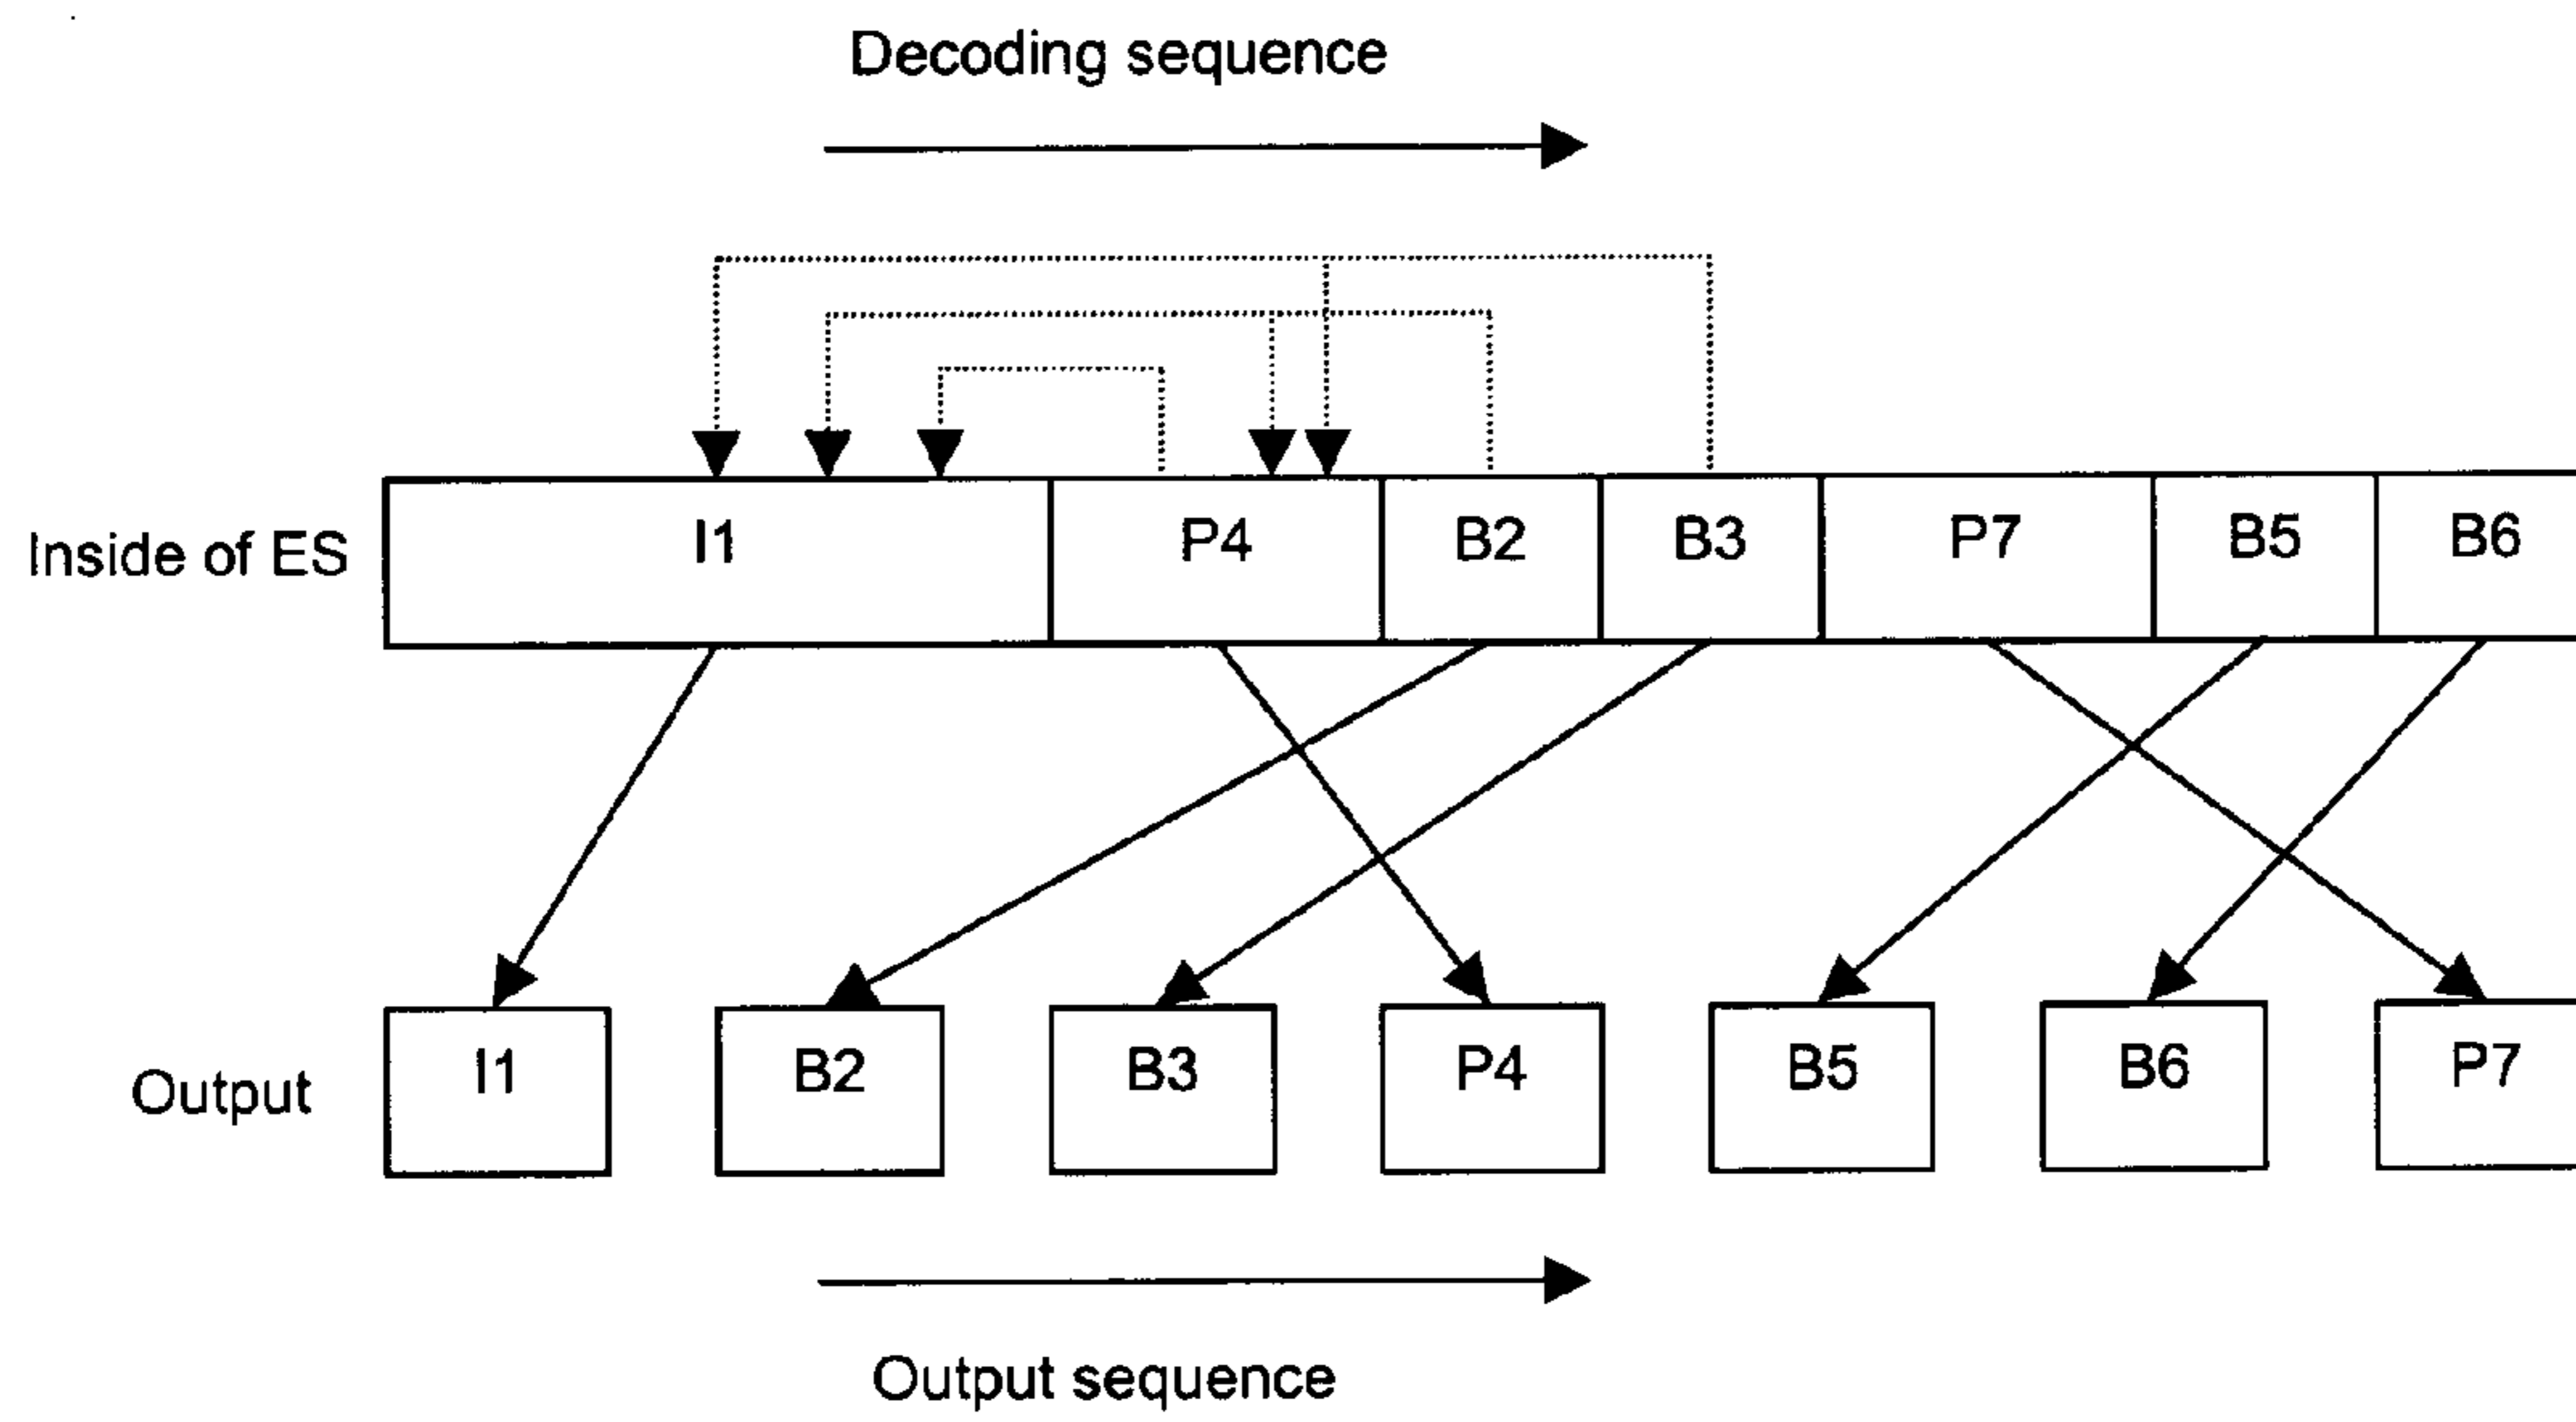 Decoding sequence
Inside of ES I1 P4 B2 B3 P7 B5 B6
Output I1 B2 B3 P4 B5 B6 P7
Output sequence